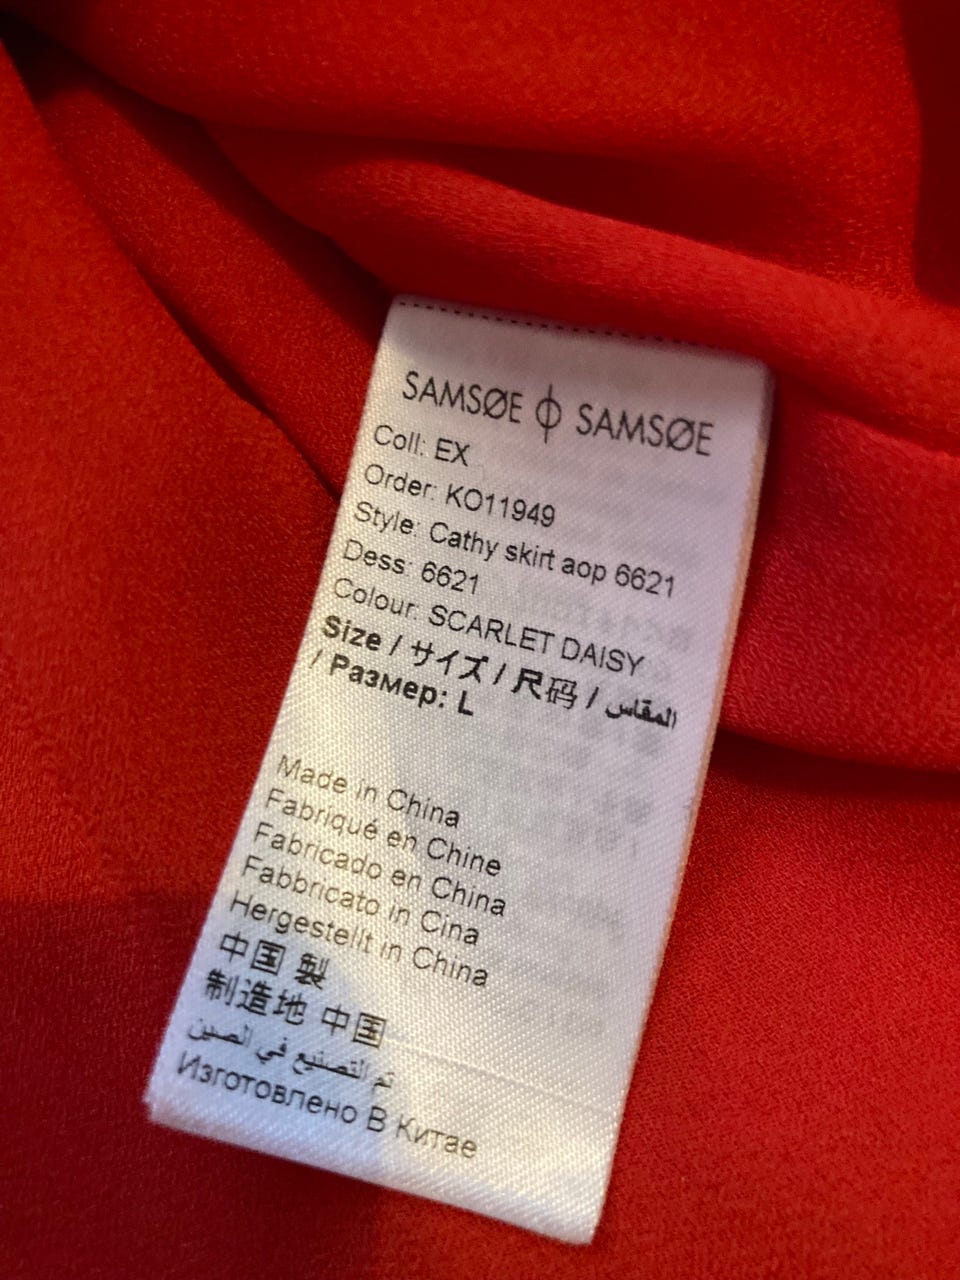 SAMSØE ϕ SAMSØE
Coll: EX
Order: KO11949
Style: Cathy skirt aop 6621
Dess: 6621
Colour: SCARLET DAISY
Size / サイズ / 尺码 / المقاس
/ Размер: L
Made in China
Fabriqué en Chine
Fabricado en China
Fabbricato in Cina
Hergestellt in China
中国 製
制造地 中国
تم التصنيع في الصين
Изготовлено В Китае